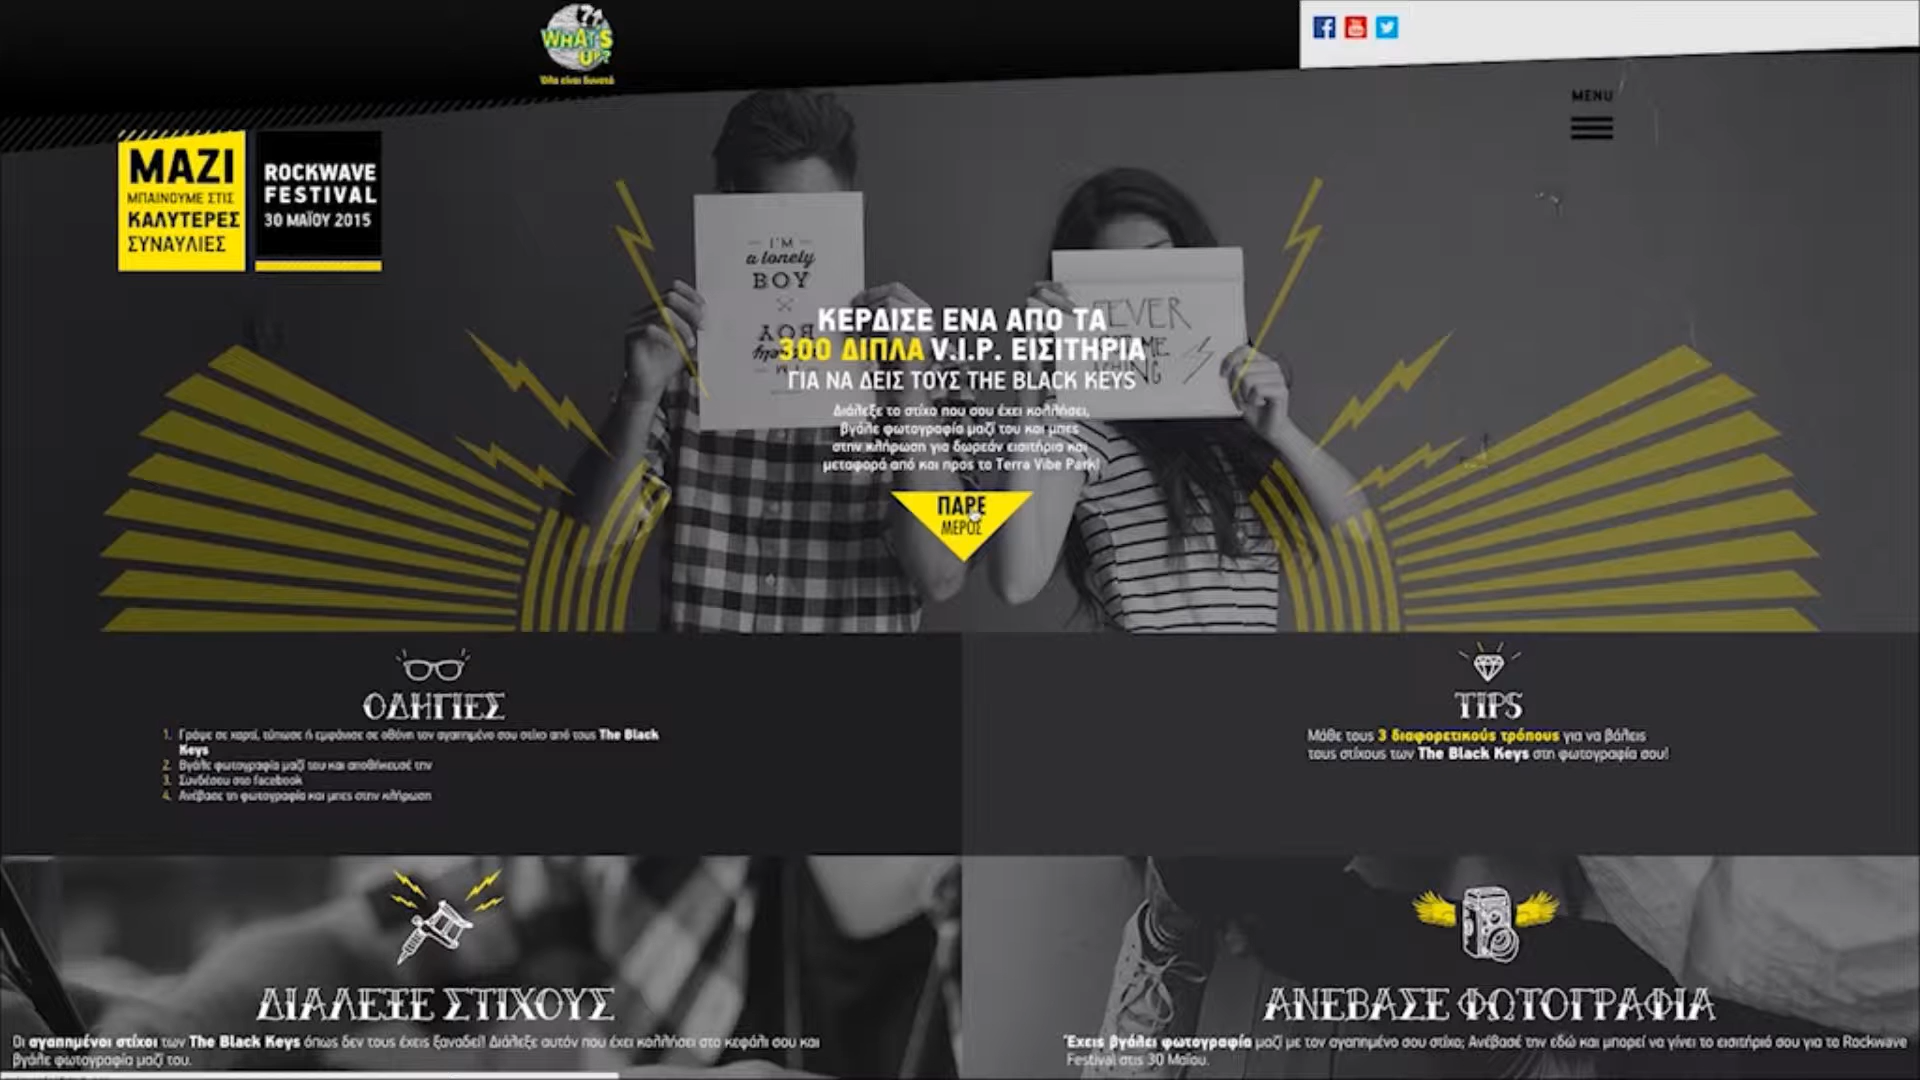 WHAT'S
UP?
Όλα είναι δυνατά
MENU
ΜΑΖΙ
ΜΠΑΙΝΟΥΜΕ ΣΤΙΣ
ΚΑΛΥΤΕΡΕΣ
ΣΥΝΑΥΛΙΕΣ
ROCKWAVE
FESTIVAL
30 ΜΑΪΟΥ 2015
I'M
a lonely
BOY
ΚΕΡΔΙΣΕ ΕΝΑ ΑΠΟ ΤΑ
300 ΔΙΠΛΑ V.I.P. ΕΙΣΙΤΗΡΙΑ
ΓΙΑ ΝΑ ΔΕΙΣ ΤΟΥΣ THE BLACK KEYS
Διάλεξε το στίχο που σου έχει κολλήσει,
βγάλε φωτογραφία μαζί του και μπες
στην κλήρωση για δωρεάν εισιτήρια και
μεταφορά από και προς το Terra Vibe Park!
ΠΑΡΕ
ΜΕΡΟΣ
ΟΔΗΓΙΕΣ
1. Γράψε σε χαρτί, τύπωσε ή εμφάνισε σε οθόνη τον αγαπημένο σου στίχο από τους The Black
Keys
2. Βγάλε φωτογραφία μαζί του και αποθήκευσέ την
3. Συνδέσου στο facebook
4. Ανέβασε τη φωτογραφία και μπες στην κλήρωση
TIPS
Μάθε τους 3 διαφορετικούς τρόπους για να βάλεις
τους στίχους των The Black Keys στη φωτογραφία σου!
ΔΙΑΛΕΞΕ ΣΤΙΧΟΥΣ
Οι αγαπημένοι στίχοι των The Black Keys όπως δεν τους έχεις ξαναδεί! Διάλεξε αυτόν που έχει κολλήσει στο κεφάλι σου και
βγάλε φωτογραφία μαζί του.
ΑΝΕΒΑΣΕ ΦΩΤΟΓΡΑΦΙΑ
Έχεις βγάλει φωτογραφία μαζί με τον αγαπημένο σου στίχο; Ανέβασέ την εδώ και μπορεί να γίνει το εισιτήριό σου για το Rockwave
Festival στις 30 Μαΐου.